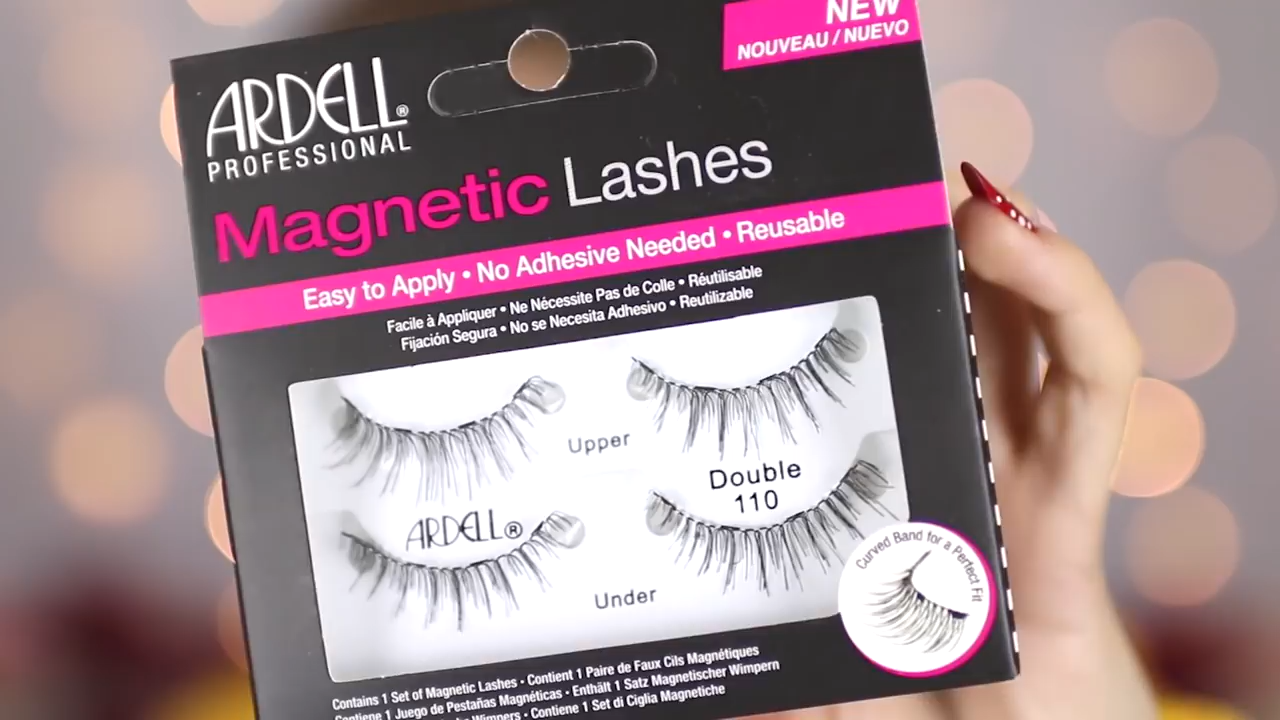 NEW
NOUVEAU / NUEVO
ARDELL®
PROFESSIONAL
Magnetic Lashes
Easy to Apply • No Adhesive Needed • Reusable
Facile à Appliquer • Ne Nécessite Pas de Colle • Réutilisable
Fijación Segura • No se Necesita Adhesivo • Reutilizable
Upper
Double
110
ARDELL®
Under
Curved Band for a Perfect Fit
Contains 1 Set of Magnetic Lashes • Contient 1 Paire de Faux Cils Magnétiques
Contiene 1 Juego de Pestañas Magnéticas • Enthält 1 Satz Magnetischer Wimpern
Wimpers • Contiene 1 Set di Ciglia Magnetiche